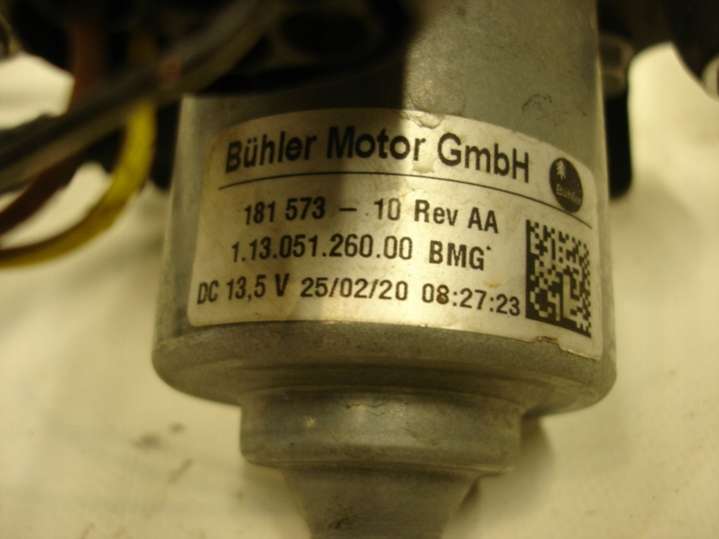 Bühler Motor GmbH
181 573 - 10 Rev AA
1.13.051.260.00 BMG
DC 13,5 V 25/02/20 08:27:23